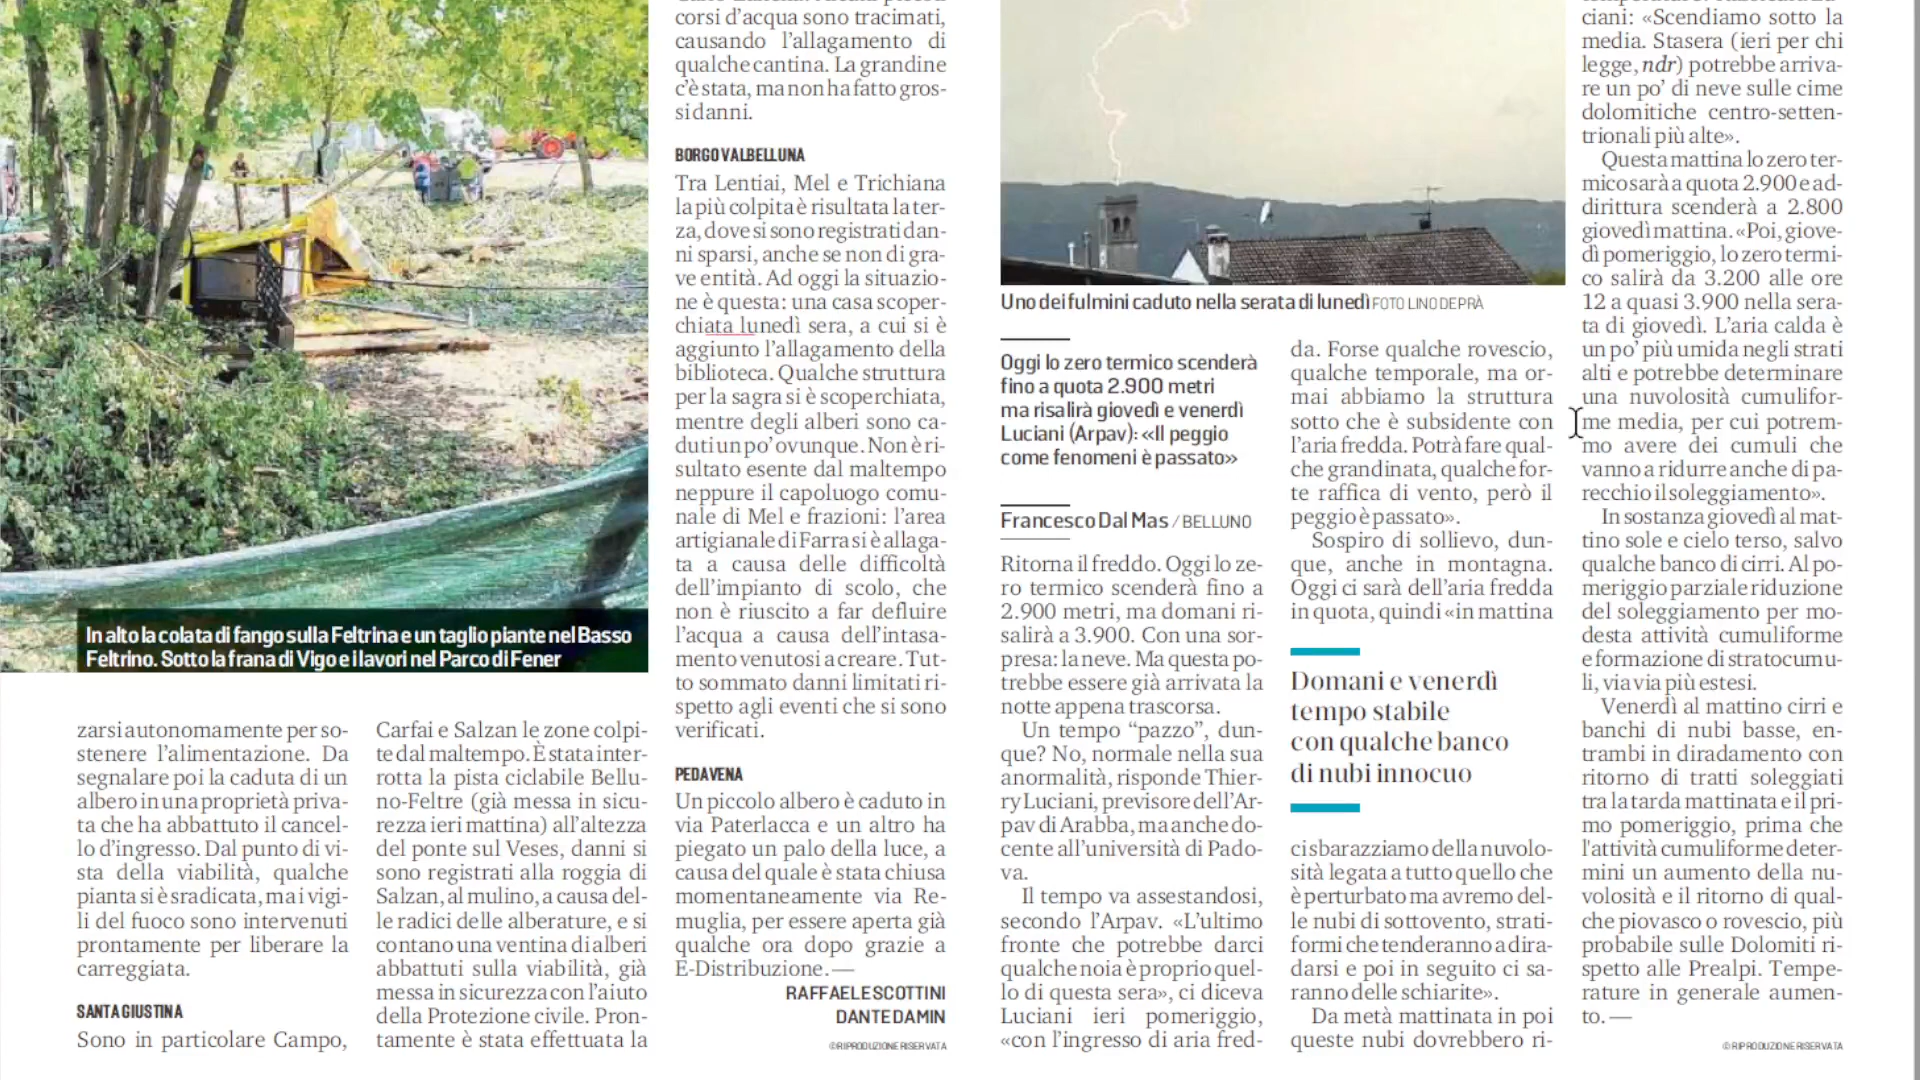 corsi d'acqua sono tracimati,
causando l'allagamento di
qualche cantina. La grandine
c'è stata, ma non ha fatto gros-
si danni.
BORGO VALBELLUNA
Tra Lentiai, Mel e Trichiana
la più colpita è risultata la ter-
za, dove si sono registrati dan-
ni sparsi, anche se non di gra-
ve entità. Ad oggi la situazio-
ne è questa: una casa scoper-
chiata lunedì sera, a cui si è
aggiunto l'allagamento della
biblioteca. Qualche struttura
per la sagra si è scoperchiata,
mentre degli alberi sono ca-
duti un po' ovunque. Non è ri-
sultato esente dal maltempo
neppure il capoluogo comu-
nale di Mel e frazioni: l'area
artigianale di Farra si è allaga-
ta a causa delle difficoltà
dell'impianto di scolo, che
non è riuscito a far defluire
l'acqua a causa dell'intasa-
mento venutosi a creare. Tut-
to sommato danni limitati ri-
spetto agli eventi che si sono
verificati.
PEDAVENA
Un piccolo albero è caduto in
via Paterlacca e un altro ha
piegato un palo della luce, a
causa del quale è stata chiusa
momentaneamente via Re-
muglia, per essere aperta già
qualche ora dopo grazie a
E-Distribuzione. —
RAFFAELE SCOTTINI
DANTE DAMIN
© RIPRODUZIONE RISERVATA
In alto la colata di fango sulla Feltrina e un taglio piante nel Basso
Feltrino. Sotto la frana di Vigo e i lavori nel Parco di Fener
zarsi autonomamente per so-
stenere l'alimentazione. Da
segnalare poi la caduta di un
albero in una proprietà priva-
ta che ha abbattuto il cancel-
lo d'ingresso. Dal punto di vi-
sta della viabilità, qualche
pianta si è sradicata, ma i vigi-
li del fuoco sono intervenuti
prontamente per liberare la
carreggiata.
SANTA GIUSTINA
Sono in particolare Campo,
Carfai e Salzan le zone colpi-
te dal maltempo. È stata inter-
rotta la pista ciclabile Bellu-
no-Feltre (già messa in sicu-
rezza ieri mattina) all'altezza
del ponte sul Veses, danni si
sono registrati alla roggia di
Salzan, al mulino, a causa del-
le radici delle alberature, e si
contano una ventina di alberi
abbattuti sulla viabilità, già
messa in sicurezza con l'aiuto
della Protezione civile. Pron-
tamente è stata effettuata la
Uno dei fulmini caduto nella serata di lunedì FOTO LINO DE PRÀ
Oggi lo zero termico scenderà
fino a quota 2.900 metri
ma risalirà giovedì e venerdì
Luciani (Arpav): «Il peggio
come fenomeni è passato»
Francesco Dal Mas / BELLUNO
Ritorna il freddo. Oggi lo ze-
ro termico scenderà fino a
2.900 metri, ma domani ri-
salirà a 3.900. Con una sor-
presa: la neve. Ma questa po-
trebbe essere già arrivata la
notte appena trascorsa.
Un tempo “pazzo”, dun-
que? No, normale nella sua
anormalità, risponde Thier-
ry Luciani, previsore dell'Ar-
pav di Arabba, ma anche do-
cente all'università di Pado-
va.
Il tempo va assestandosi,
secondo l'Arpav. «L'ultimo
fronte che potrebbe darci
qualche noia è proprio quel-
lo di questa sera», ci diceva
Luciani ieri pomeriggio,
«con l'ingresso di aria fred-
da. Forse qualche rovescio,
qualche temporale, ma or-
mai abbiamo la struttura
sotto che è subsidente con
l'aria fredda. Potrà fare qual-
che grandinata, qualche for-
te raffica di vento, però il
peggio è passato».
Sospiro di sollievo, dun-
que, anche in montagna.
Oggi ci sarà dell'aria fredda
in quota, quindi «in mattina
Domani e venerdì
tempo stabile
con qualche banco
di nubi innocuo
ci sbarazziamo della nuvolo-
sità legata a tutto quello che
è perturbato ma avremo del-
le nubi di sottovento, strati-
formi che tenderanno a dira-
darsi e poi in seguito ci sa-
ranno delle schiarite».
Da metà mattinata in poi
queste nubi dovrebbero ri-
ciani: «Scendiamo sotto la
media. Stasera (ieri per chi
legge, ndr) potrebbe arriva-
re un po' di neve sulle cime
dolomitiche centro-setten-
trionali più alte».
Questa mattina lo zero ter-
mico sarà a quota 2.900 e ad-
dirittura scenderà a 2.800
giovedì mattina. «Poi, giove-
dì pomeriggio, lo zero termi-
co salirà da 3.200 alle ore
12 a quasi 3.900 nella sera-
ta di giovedì. L'aria calda è
un po' più umida negli strati
alti e potrebbe determinare
una nuvolosità cumulifor-
me media, per cui potrem-
mo avere dei cumuli che
vanno a ridurre anche di pa-
recchio il soleggiamento».
In sostanza giovedì al mat-
tino sole e cielo terso, salvo
qualche banco di cirri. Al po-
meriggio parziale riduzione
del soleggiamento per mo-
desta attività cumuliforme
e formazione di stratocumu-
li, via via più estesi.
Venerdì al mattino cirri e
banchi di nubi basse, en-
trambi in diradamento con
ritorno di tratti soleggiati
tra la tarda mattinata e il pri-
mo pomeriggio, prima che
l'attività cumuliforme deter-
mini un aumento della nu-
volosità e il ritorno di qual-
che piovasco o rovescio, più
probabile sulle Dolomiti ri-
spetto alle Prealpi. Tempe-
rature in generale aumen-
to. —
© RIPRODUZIONE RISERVATA